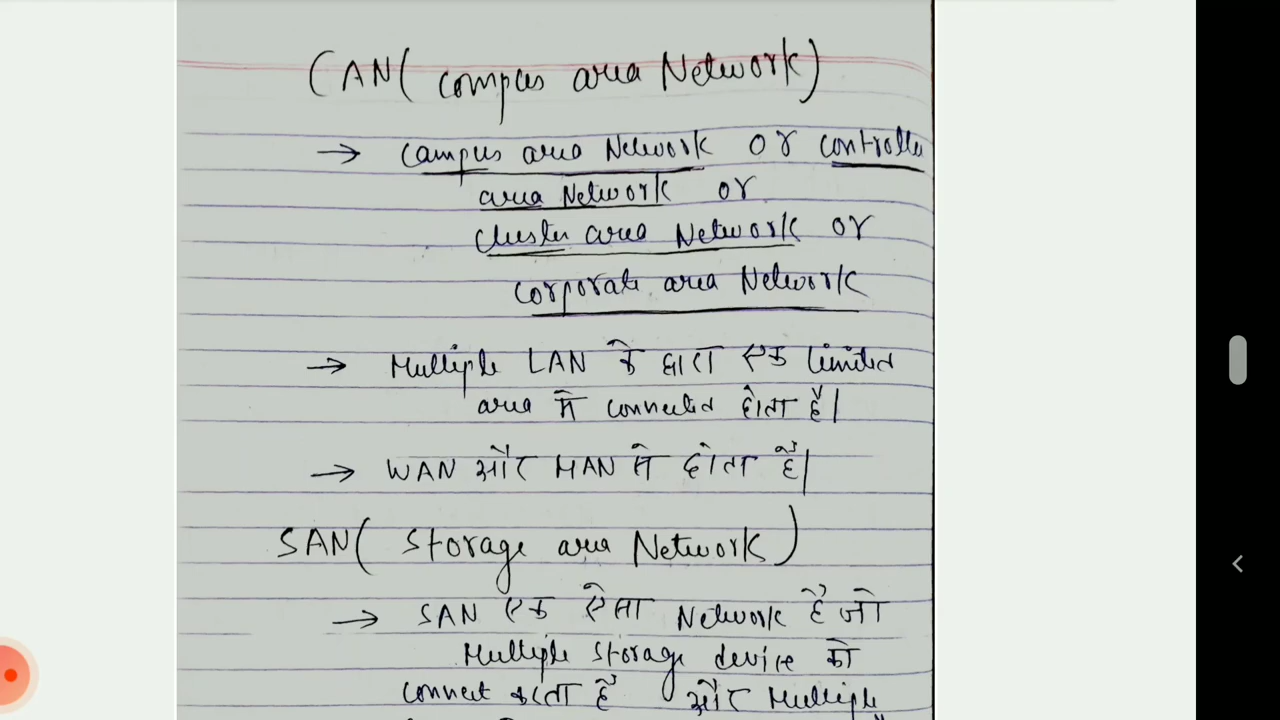 CAN( compus area Network)
→ campus area Network or controller
area Network or
cluster area Network or
corporate area Network
→ Multiple LAN के द्वारा एक limited
area में connected होता है।
→ WAN और MAN में होता है।
SAN( Storage area Network)
→ SAN एक ऐसा Network है जो
Multiple storage device को
connect करता है और Multiple